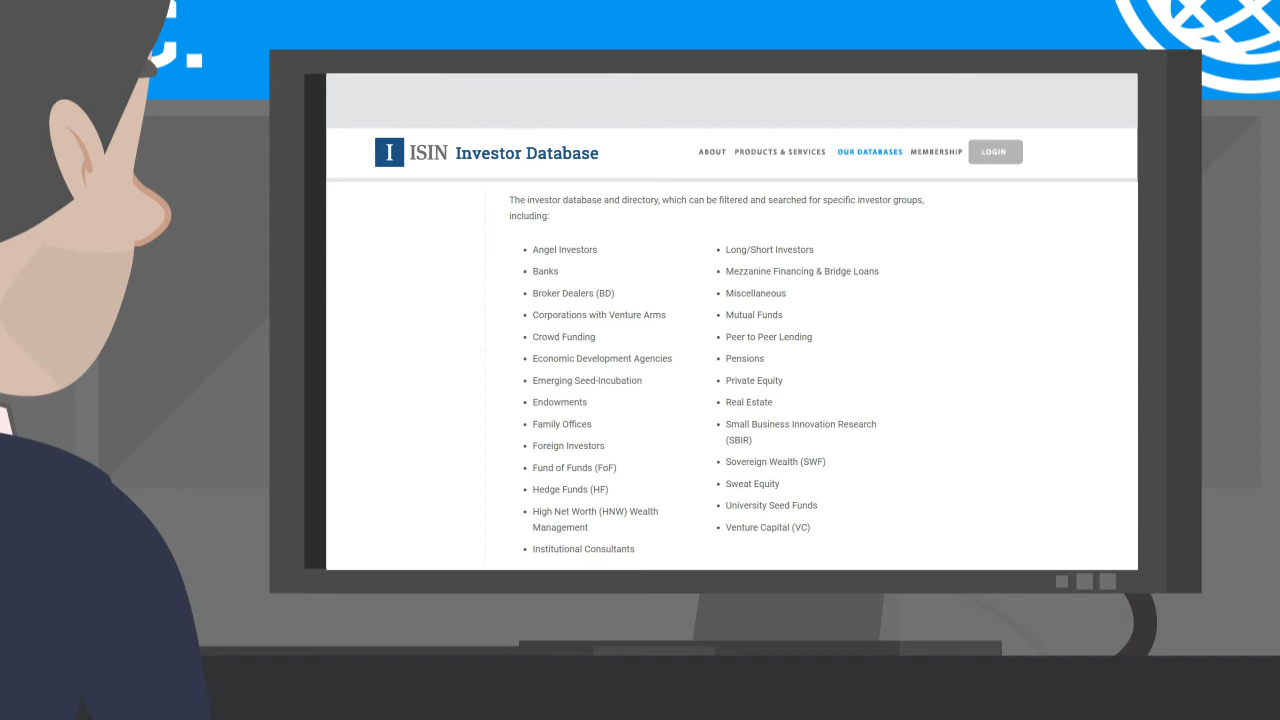 I ISIN Investor Database
ABOUT PRODUCTS & SERVICES OUR DATABASES MEMBERSHIP LOGIN
The investor database and directory, which can be filtered and searched for specific investor groups,
including:
• Angel Investors
• Banks
• Broker Dealers (BD)
• Corporations with Venture Arms
• Crowd Funding
• Economic Development Agencies
• Emerging Seed-Incubation
• Endowments
• Family Offices
• Foreign Investors
• Fund of Funds (FoF)
• Hedge Funds (HF)
• High Net Worth (HNW) Wealth
Management
• Institutional Consultants
• Long/Short Investors
• Mezzanine Financing & Bridge Loans
• Miscellaneous
• Mutual Funds
• Peer to Peer Lending
• Pensions
• Private Equity
• Real Estate
• Small Business Innovation Research
(SBIR)
• Sovereign Wealth (SWF)
• Sweat Equity
• University Seed Funds
• Venture Capital (VC)